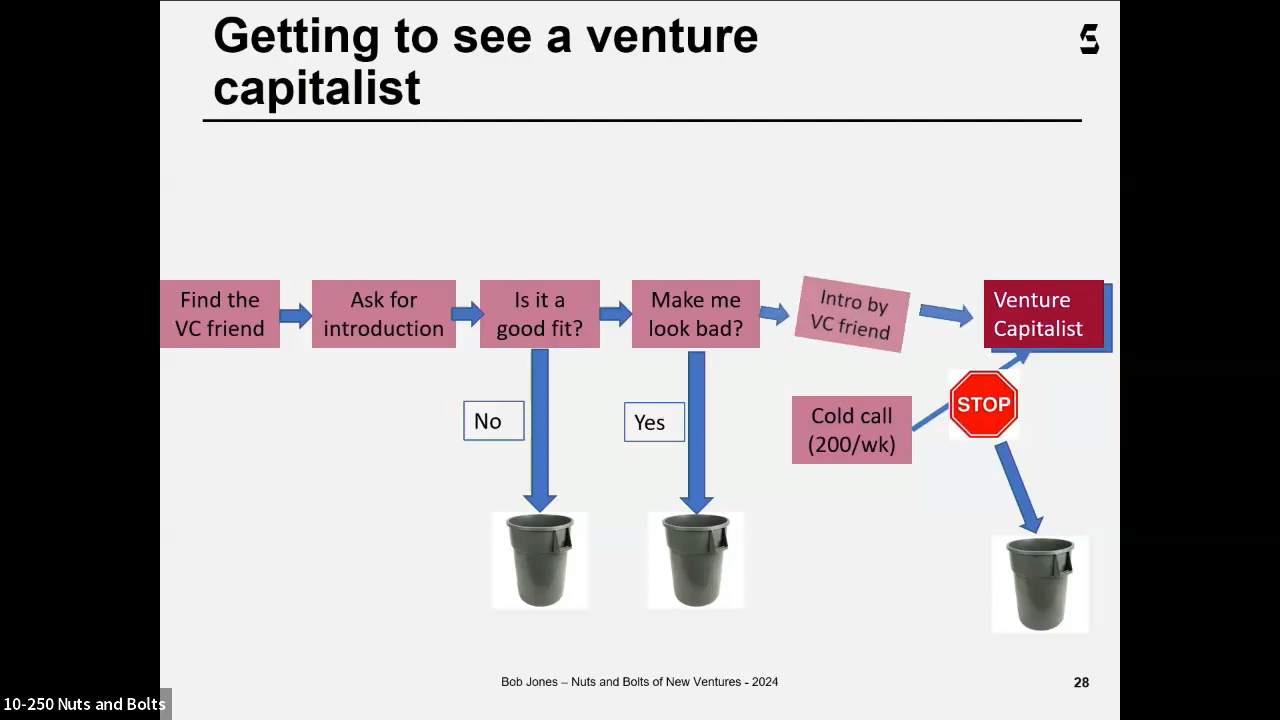 Getting to see a venture
capitalist
Find the
VC friend
Ask for
introduction
Is it a
good fit?
Make me
look bad?
Intro by
VC friend
Venture
Capitalist
No
Yes
Cold call
(200/wk)
STOP
Bob Jones – Nuts and Bolts of New Ventures - 2024
28
10-250 Nuts and Bolts